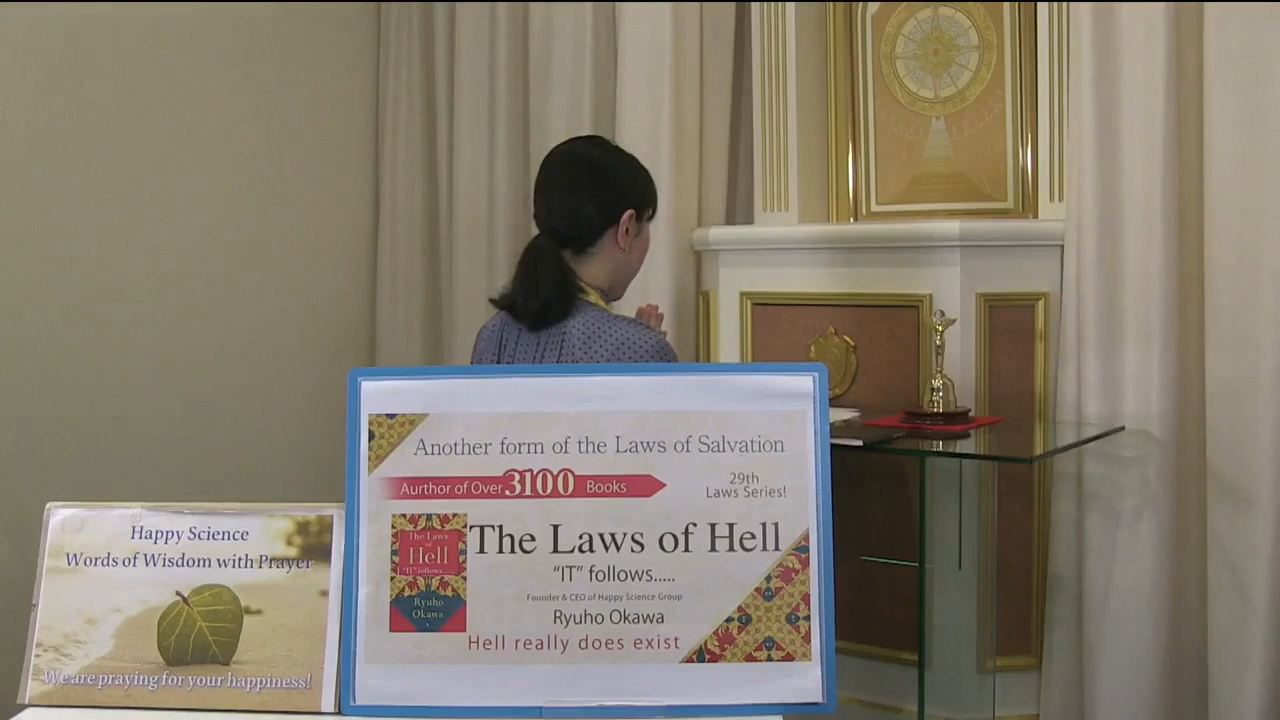 Happy Science
Words of Wisdom with Prayer
We are praying for your happiness!
Another form of the Laws of Salvation
Aurthor of Over 3100 Books
29th
Laws Series!
The Laws
of
Hell
"IT" follows.....
Ryuho
Okawa
The Laws of Hell
"IT" follows.....
Founder & CEO of Happy Science Group
Ryuho Okawa
Hell really does exist